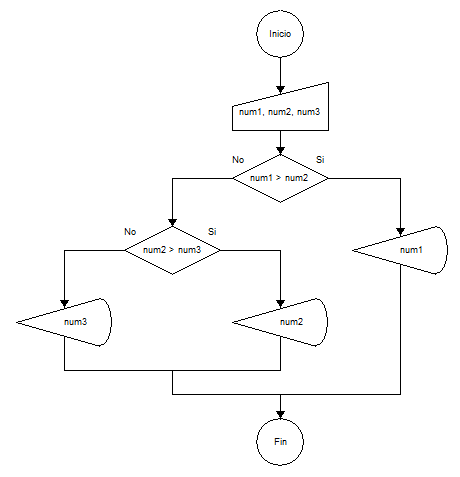 Inicio
num1, num2, num3
No
Si
num1 > num2
No
Si
num2 > num3
num1
num3
num2
Fin